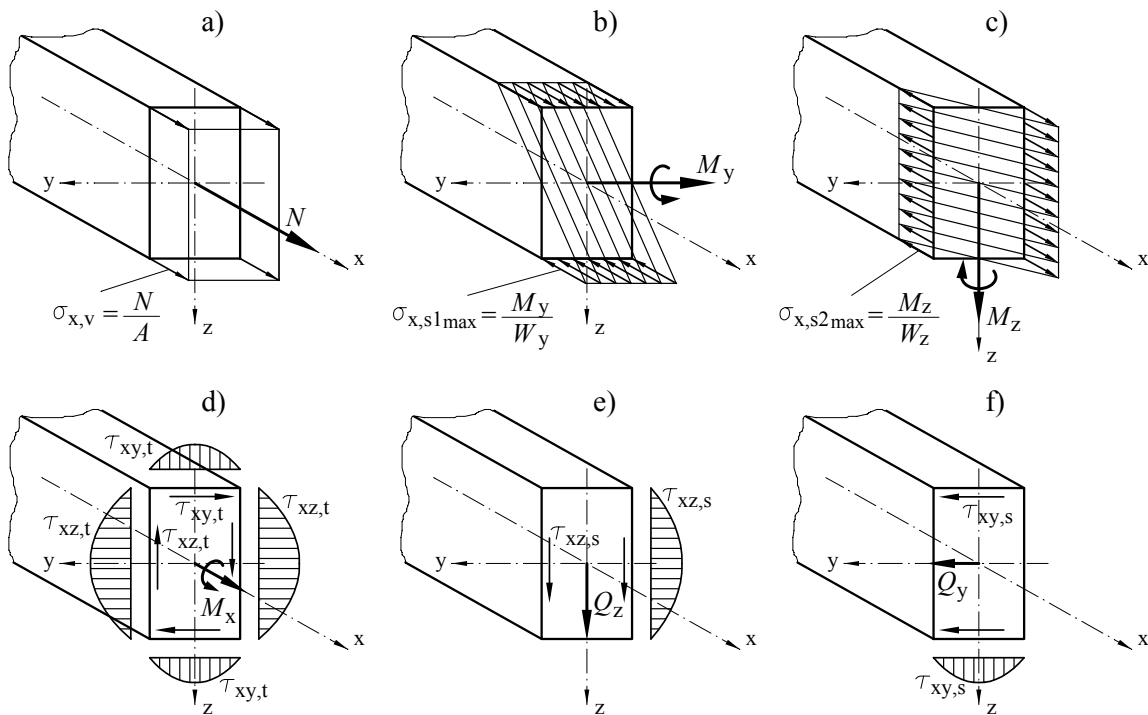 a)
y
N
x
σx,v = N/A
z
b)
y
My
x
σx,s1max = My/Wy
z
c)
y
x
σx,s2max = Mz/Wz
Mz
z
d)
τxy,t
τxz,t
τxy,t
τxz,t
τxz,t
y
Mx
x
τxy,t
z
e)
τxz,s
τxz,s
y
Qz
x
z
f)
τxy,s
y
Qy
x
τxy,s
z